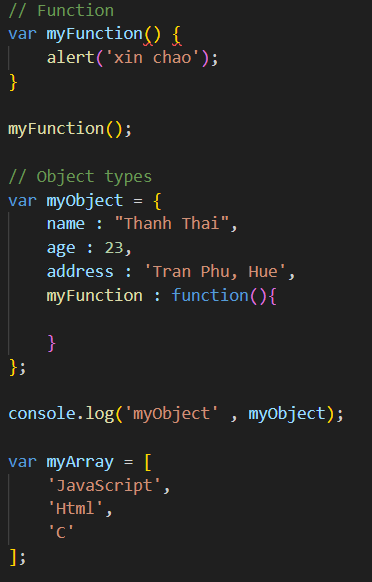 // Function
var myFunction() {
    alert('xin chao');
}

myFunction();

// Object types
var myObject = {
    name : "Thanh Thai",
    age : 23,
    address : 'Tran Phu, Hue',
    myFunction : function(){

    }
};

console.log('myObject' , myObject);

var myArray = [
    'JavaScript',
    'Html',
    'C'
];